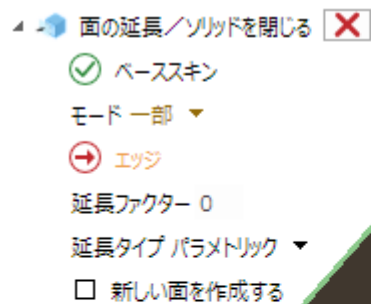 面の延長／ソリッドを閉じる
ベーススキン
モード 一部
エッジ
延長ファクター 0
延長タイプ パラメトリック
新しい面を作成する